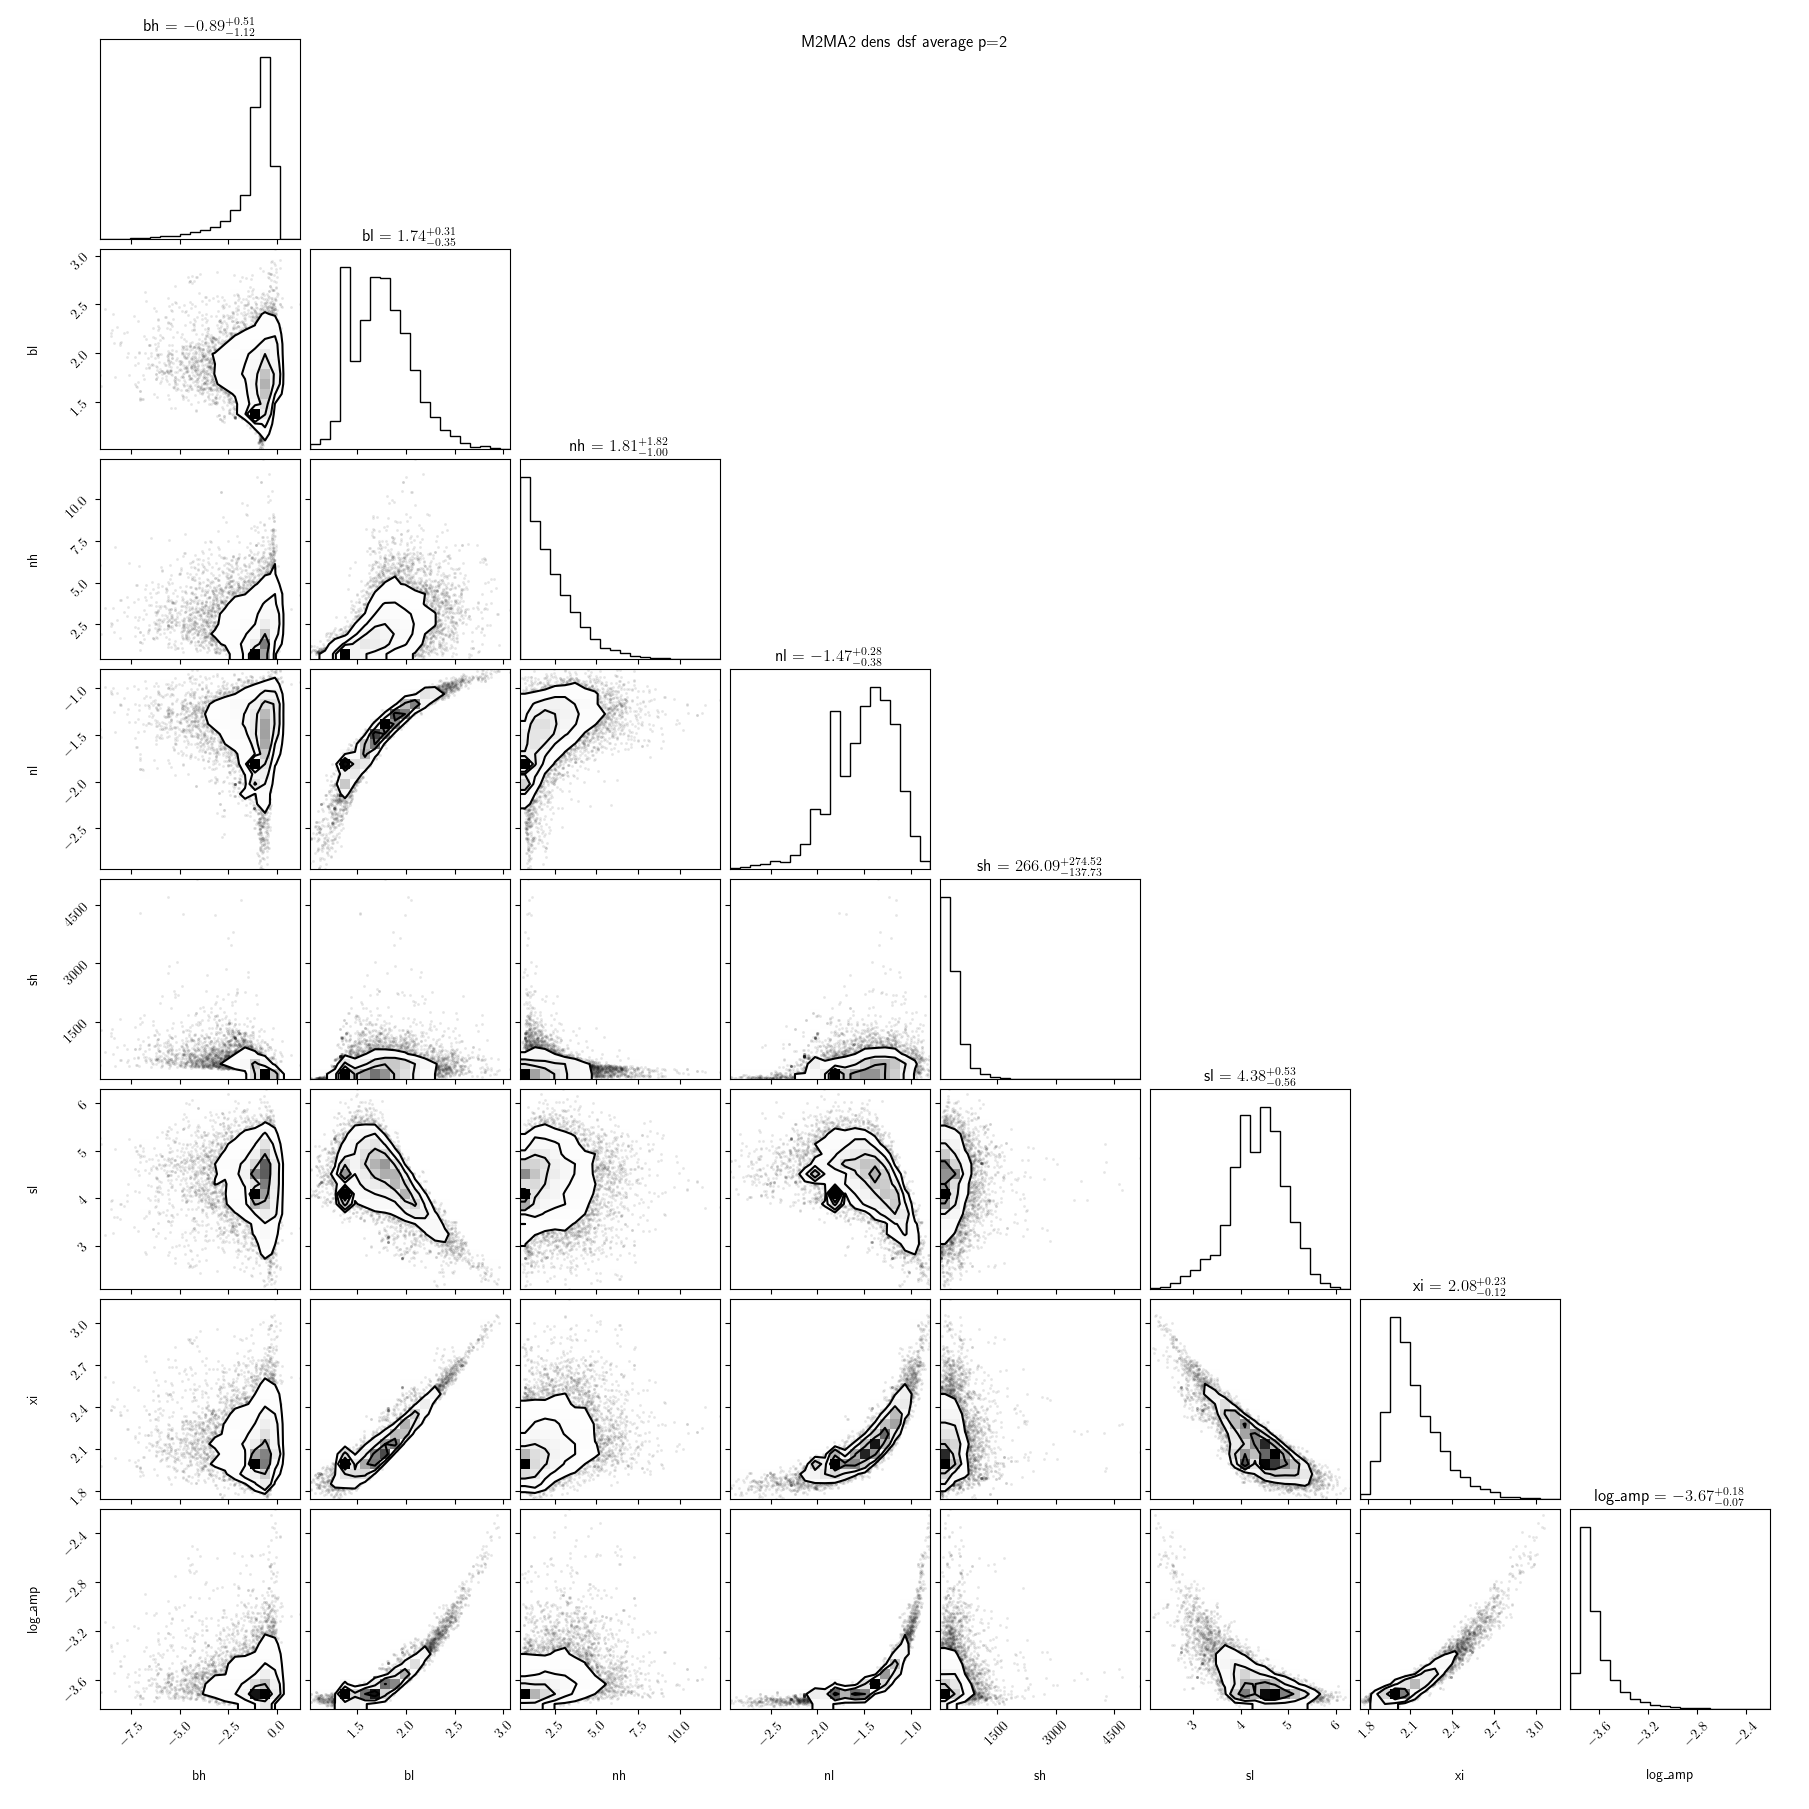 bh = −0.89+0.51 −1.12
M2MA2 dens dsf average p=2
bl = 1.74+0.31 −0.35
3.0
2.5
2.0
1.5
bl
nh = 1.81+1.82 −1.00
10.0
7.5
5.0
2.5
nh
nl = −1.47+0.28 −0.38
−1.0
−1.5
−2.0
−2.5
nl
sh = 266.09+274.52 −137.73
4500
3000
1500
sh
sl = 4.38+0.53 −0.56
6
5
4
3
sl
xi = 2.08+0.23 −0.12
3.0
2.7
2.4
2.1
1.8
xi
log_amp = −3.67+0.18 −0.07
−2.4
−2.8
−3.2
−3.6
log_amp
−7.5 −5.0 −2.5 0.0 1.5 2.0 2.5 3.0 2.5 5.0 7.5 10.0 −2.5 −2.0 −1.5 −1.0 1500 3000 4500 3 4 5 6 1.8 2.1 2.4 2.7 3.0 −3.6 −3.2 −2.8 −2.4
bh bl nh nl sh sl xi log_amp